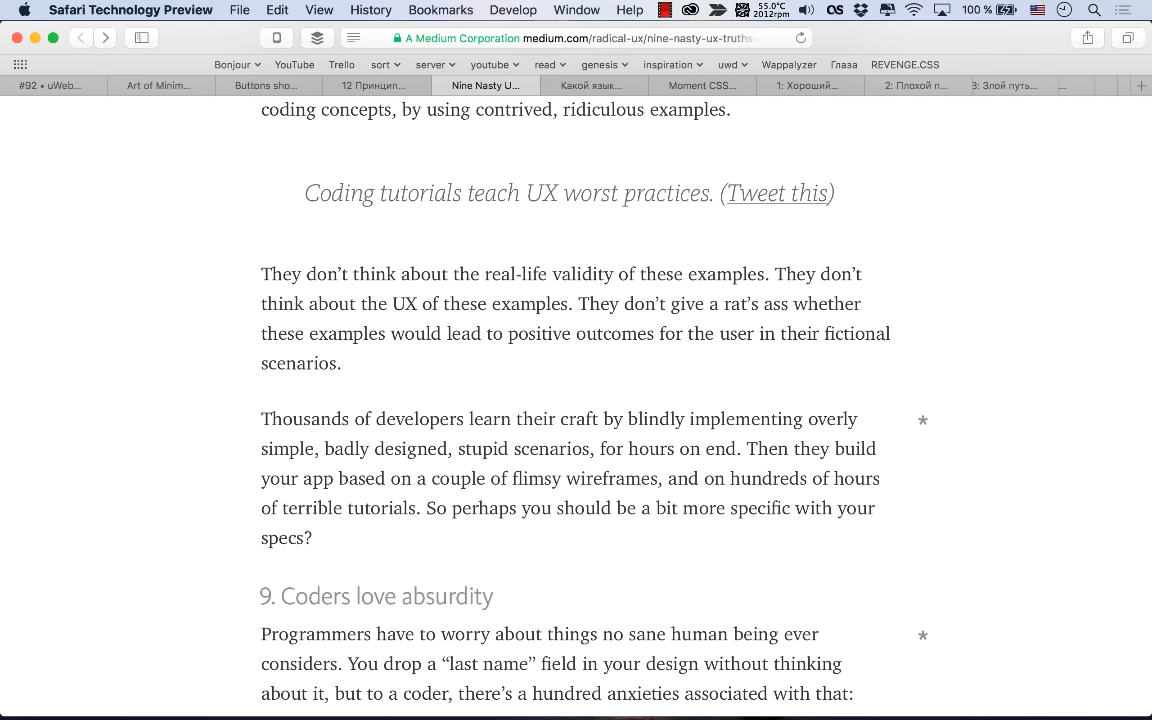 Safari Technology Preview File Edit View History Bookmarks Develop Window Help 55.0°C 2012rpm 100 %
A Medium Corporation medium.com/radical-ux/nine-nasty-ux-truths-
Bonjour YouTube Trello sort server youtube read genesis inspiration uwd Wappalyzer Глаза REVENGE.CSS
#92 • uWeb... Art of Minim... Buttons sho... 12 Принцип... Nine Nasty U... Какой язык... Moment CSS... 1: Хороший... 2: Плохой п... 3: Злой путь... ...
coding concepts, by using contrived, ridiculous examples.
Coding tutorials teach UX worst practices. (Tweet this)
They don’t think about the real-life validity of these examples. They don’t
think about the UX of these examples. They don’t give a rat’s ass whether
these examples would lead to positive outcomes for the user in their fictional
scenarios.
Thousands of developers learn their craft by blindly implementing overly *
simple, badly designed, stupid scenarios, for hours on end. Then they build
your app based on a couple of flimsy wireframes, and on hundreds of hours
of terrible tutorials. So perhaps you should be a bit more specific with your
specs?
9. Coders love absurdity
Programmers have to worry about things no sane human being ever *
considers. You drop a “last name” field in your design without thinking
about it, but to a coder, there’s a hundred anxieties associated with that: